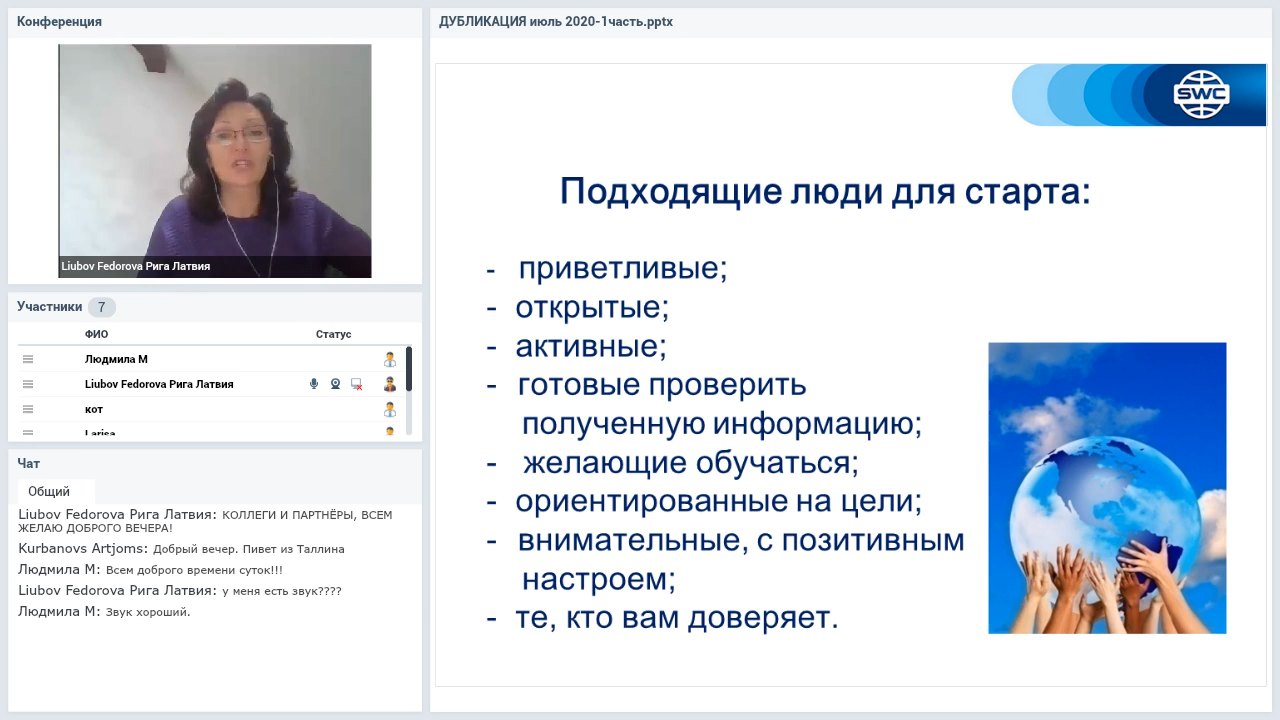 Конференция
Liubov Fedorova Рига Латвия
Участники 7
ФИО Статус
Людмила М
Liubov Fedorova Рига Латвия
кот
Larisa
Чат
Общий
Liubov Fedorova Рига Латвия: КОЛЛЕГИ И ПАРТНЁРЫ, ВСЕМ
ЖЕЛАЮ ДОБРОГО ВЕЧЕРА!
Kurbanovs Artjoms: Добрый вечер. Пивет из Таллина
Людмила М: Всем доброго времени суток!!!
Liubov Fedorova Рига Латвия: у меня есть звук????
Людмила М: Звук хороший.
ДУБЛИКАЦИЯ июль 2020-1часть.pptx
SWC
Подходящие люди для старта:
- приветливые;
- открытые;
- активные;
- готовые проверить
полученную информацию;
- желающие обучаться;
- ориентированные на цели;
- внимательные, с позитивным
настроем;
- те, кто вам доверяет.